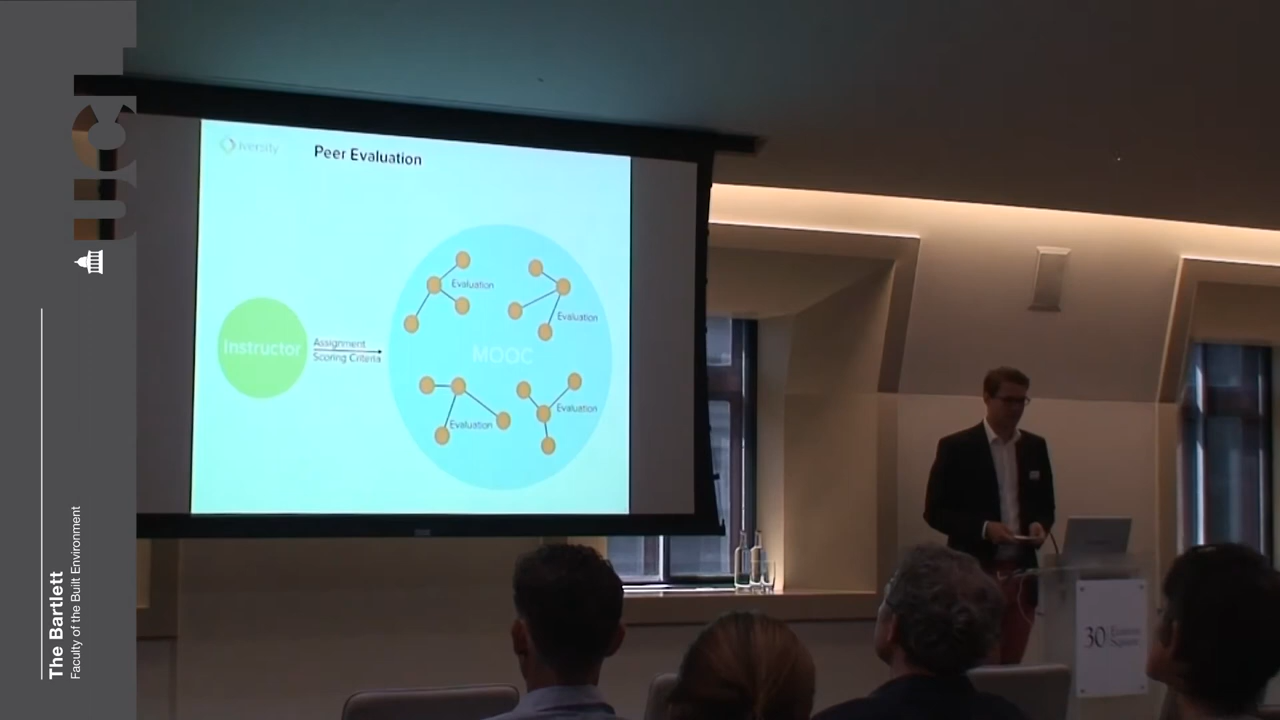 UCL
The Bartlett
Faculty of the Built Environment
iversity
Peer Evaluation
Instructor
Assignment
Scoring Criteria
MOOC
Evaluation
Evaluation
Evaluation
Evaluation
30 Euston
Square